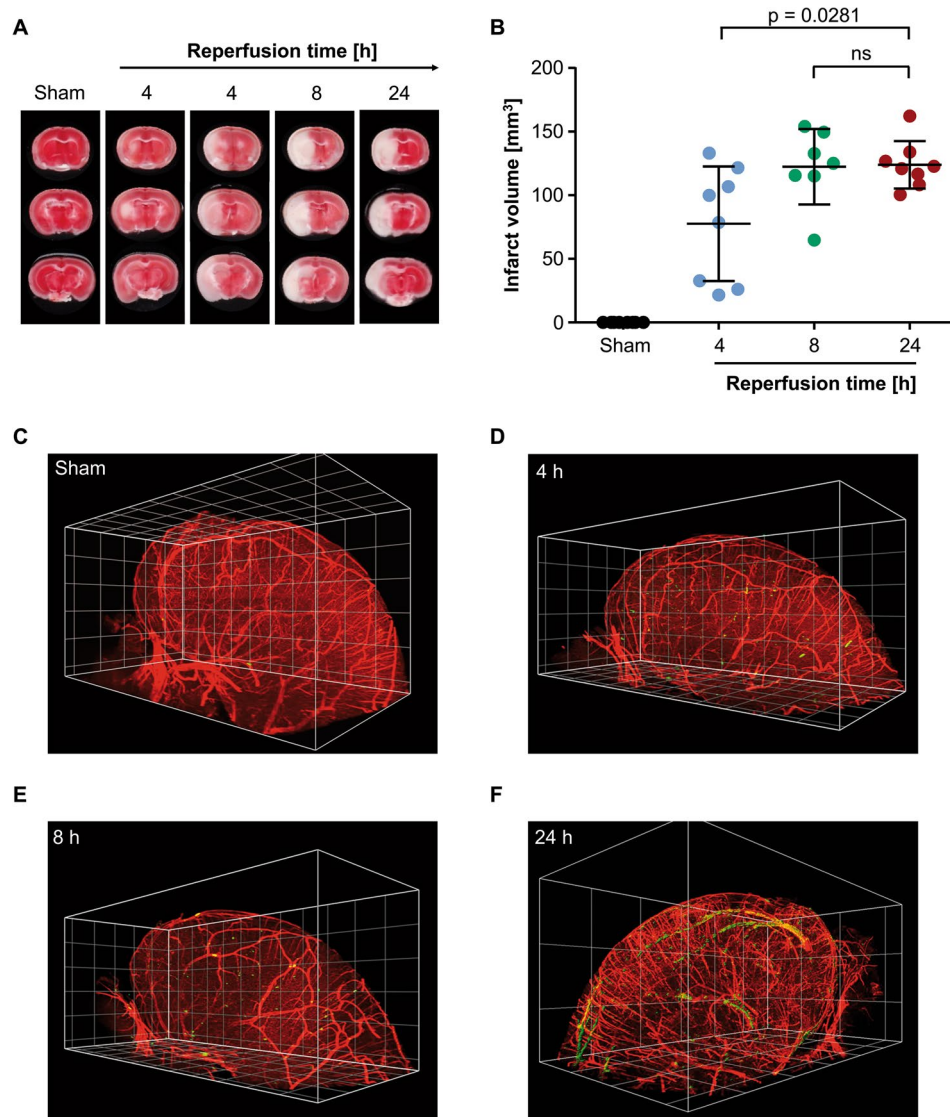 A
Reperfusion time [h]
Sham 4 4 8 24
B
p = 0.0281
ns
Infarct volume [mm³]
200
150
100
50
0
Sham 4 8 24
Reperfusion time [h]
C
Sham
D
4 h
E
8 h
F
24 h